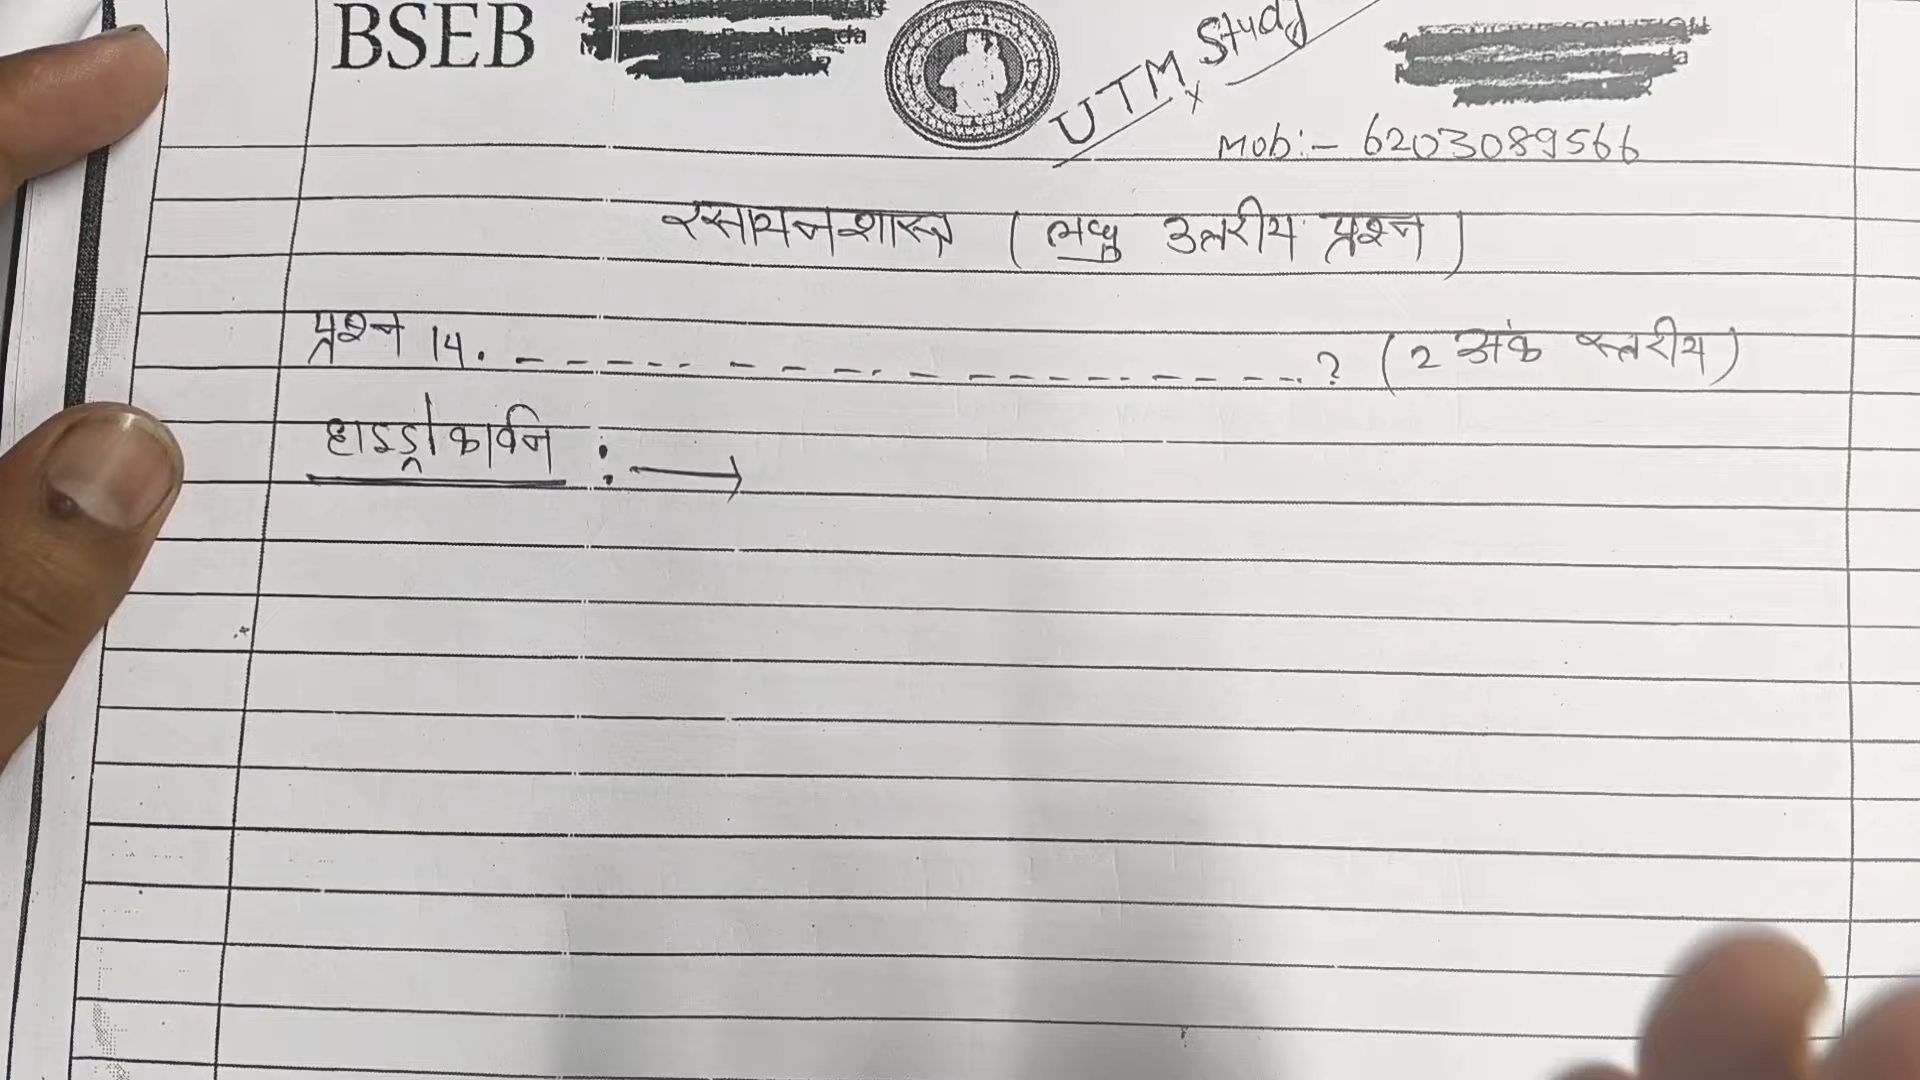 BSEB
UTM Study
Mob:- 6203089566
रसायनशास्त्र (लघु उत्तरीय प्रश्न)
प्रश्न 14. - - - - - - - - - - - - - - - - - - ? (2 अंक स्तरीय)
हाइड्रोकार्बन :→